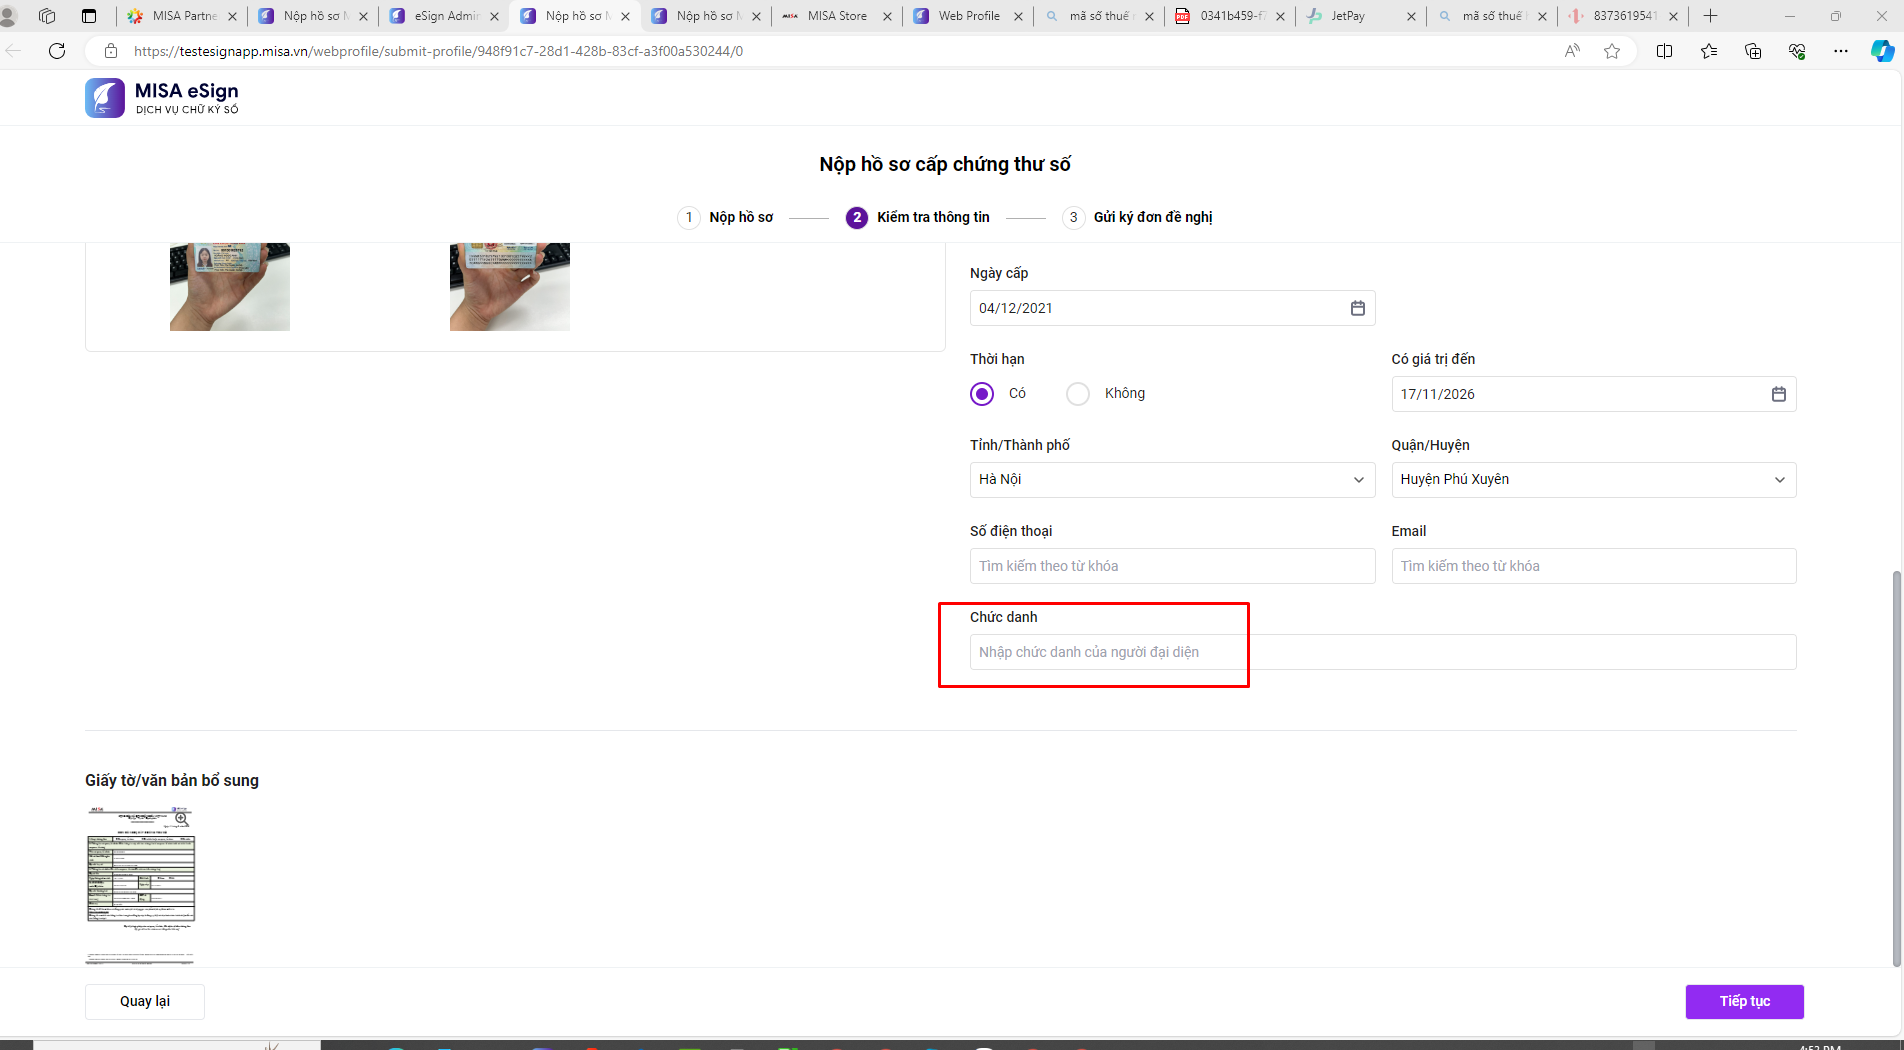 MISA Partne
Nộp hồ sơ M
eSign Admin
Nộp hồ sơ M
Nộp hồ sơ M
MISA Store
Web Profile
mã số thuế
0341b459-f7
JetPay
mã số thuế
8373619541
https://testesignapp.misa.vn/webprofile/submit-profile/948f91c7-28d1-428b-83cf-a3f00a530244/0
MISA eSign
DỊCH VỤ CHỮ KÝ SỐ
Nộp hồ sơ cấp chứng thư số
1 Nộp hồ sơ
2 Kiểm tra thông tin
3 Gửi ký đơn đề nghị
Ngày cấp
04/12/2021
Thời hạn
Có giá trị đến
Có
Không
17/11/2026
Tỉnh/Thành phố
Quận/Huyện
Hà Nội
Huyện Phú Xuyên
Số điện thoại
Email
Tìm kiếm theo từ khóa
Tìm kiếm theo từ khóa
Chức danh
Nhập chức danh của người đại diện
Giấy tờ/văn bản bổ sung
Quay lại
Tiếp tục
4:52 PM